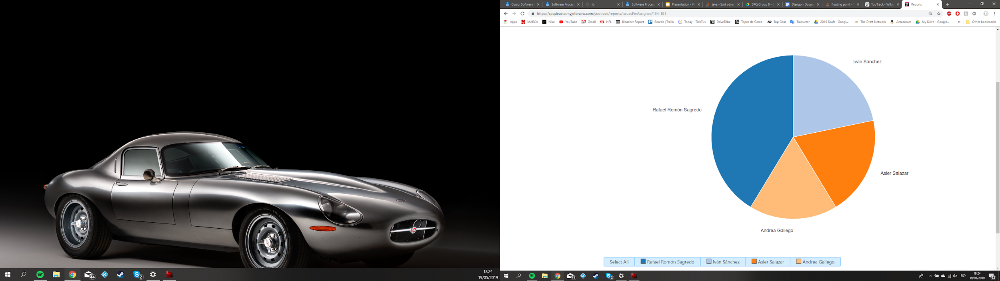 44
2
18:24
19/05/2019
Curso: Software
Software Proces
Id
Software Proces
Presentation - P
java - Sort objec
SPQ Group 8 - G
Django - Docum
floating point - 
YouTrack - Wikip
Reports
https://spqdeusto.myjetbrains.com/youtrack/reports/issuesPerAssignee/134-181
Apps MARCA Nike YouTube Gmail NFL Bleacher Report Boards | Trello Today - TickTick DriveTribe Topes de Gama Top Gear Traductor 2019 Draft - Googl... The Draft Network Amazon.es My Drive - Google... » Other bookmarks
Iván Sánchez
Rafael Romón Sagredo
Asier Salazar
Andrea Gallego
Select All Rafael Romón Sagredo Iván Sánchez Asier Salazar Andrea Gallego
44
2
ESP
18:24
19/05/2019
22